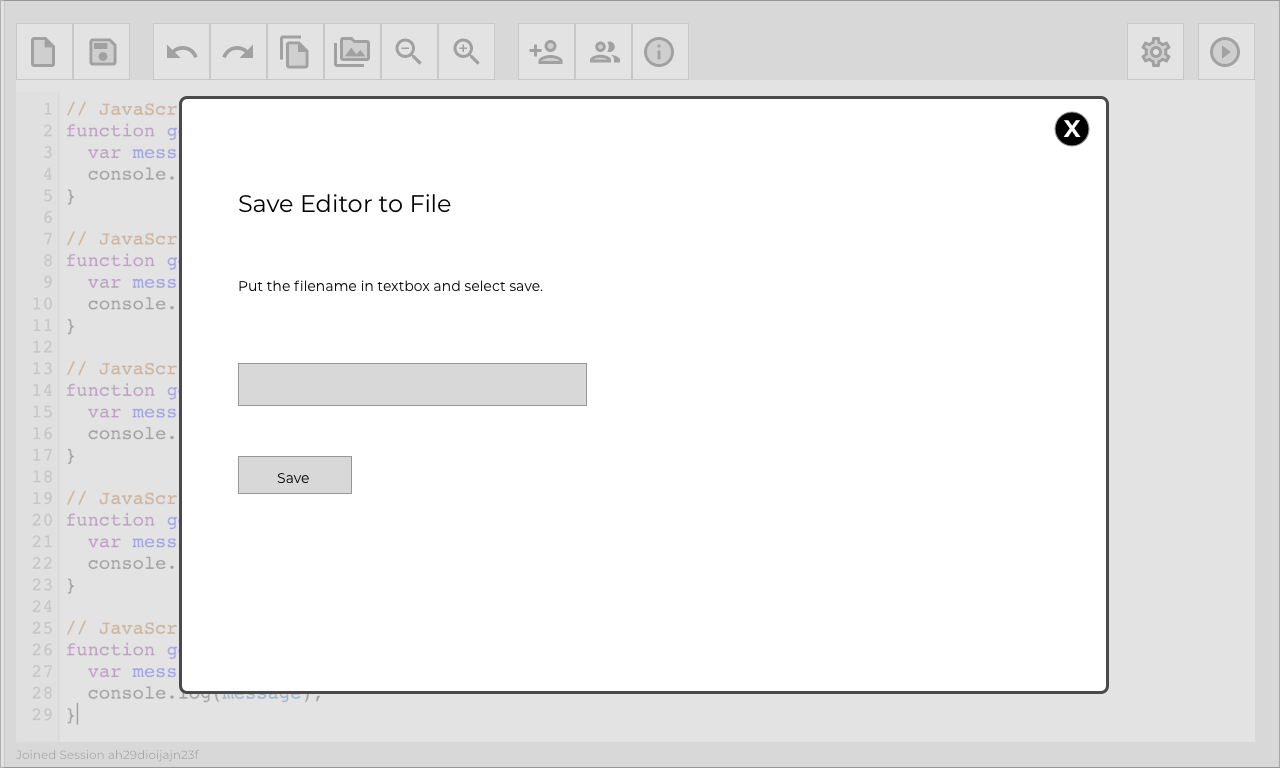 1 // JavaScr
X
2 function g
3 var mess
4 console.
5 }
Save Editor to File
6
7 // JavaScr
8 function g
9 var mess
Put the filename in textbox and select save.
10 console.
11 }
12
13 // JavaScr
14 function g
15 var mess
16 console.
17 }
18
Save
19 // JavaScr
20 function g
21 var mess
22 console.
23 }
24
25 // JavaScr
26 function g
27 var mess
28 console.log(message);
29 }
Joined Session ah29dioijajn23f